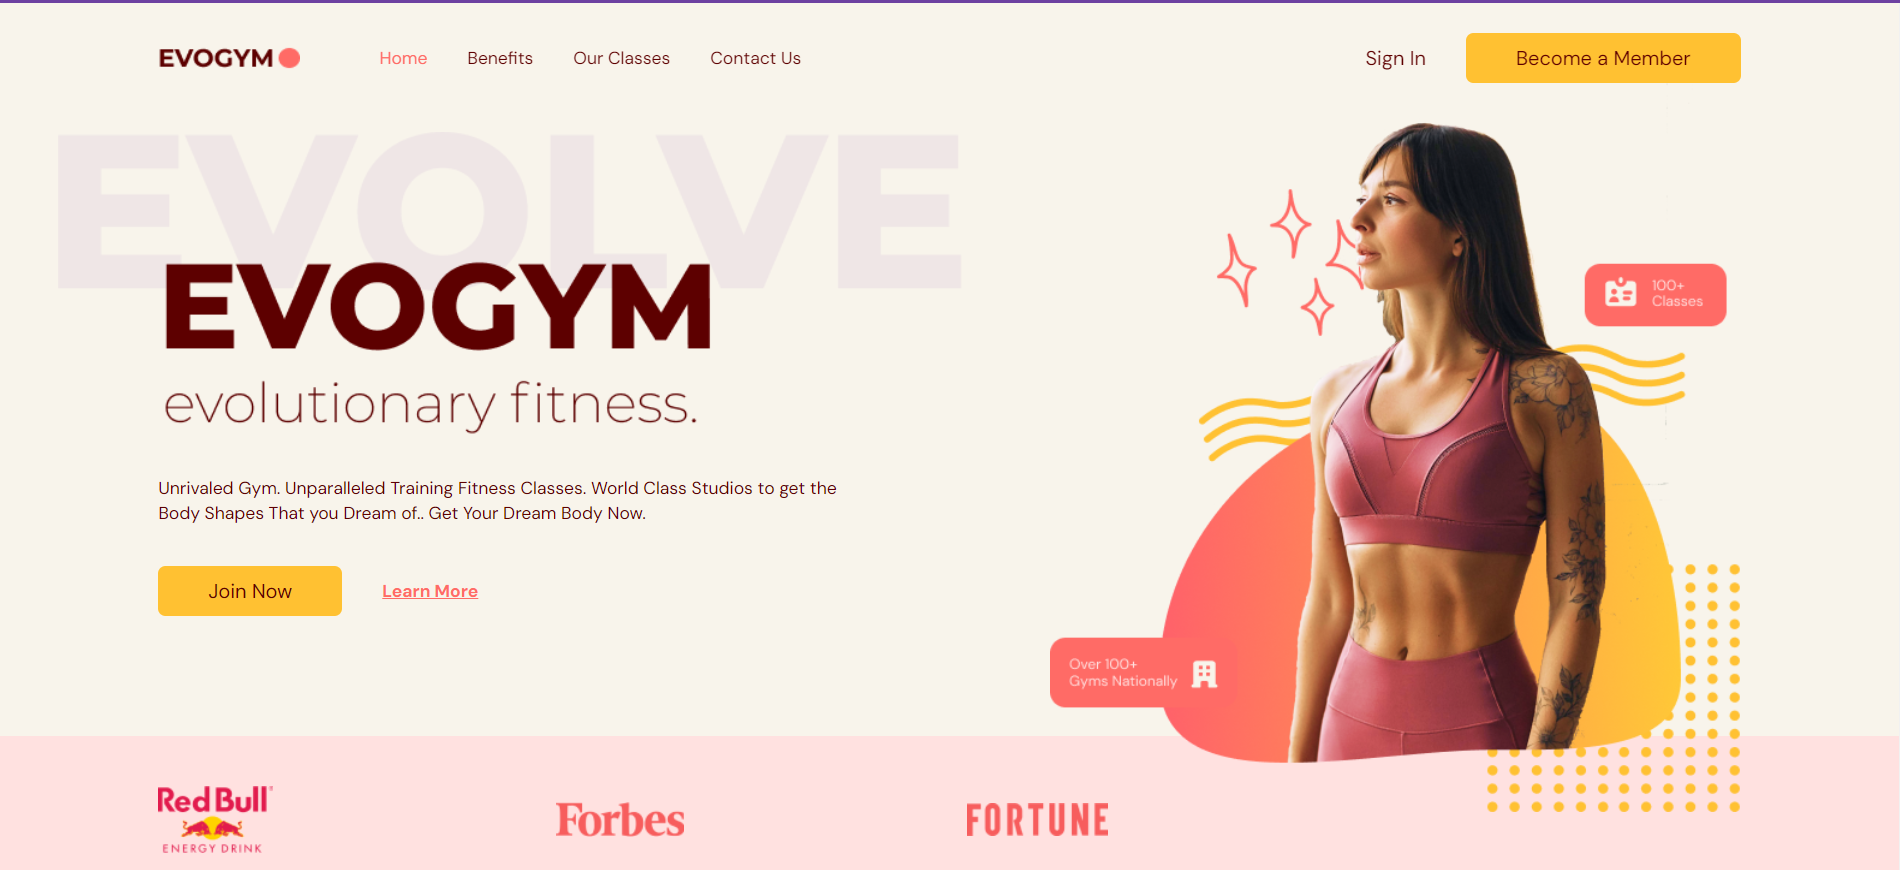 EVOGYM
Home
Benefits
Our Classes
Contact Us
Sign In
Become a Member
EVOLVE
EVOGYM
evolutionary fitness.
Unrivaled Gym. Unparalleled Training Fitness Classes. World Class Studios to get the
Body Shapes That you Dream of.. Get Your Dream Body Now.
Join Now
Learn More
100+
Classes
Over 100+
Gyms Nationally
Red Bull
ENERGY DRINK
Forbes
FORTUNE